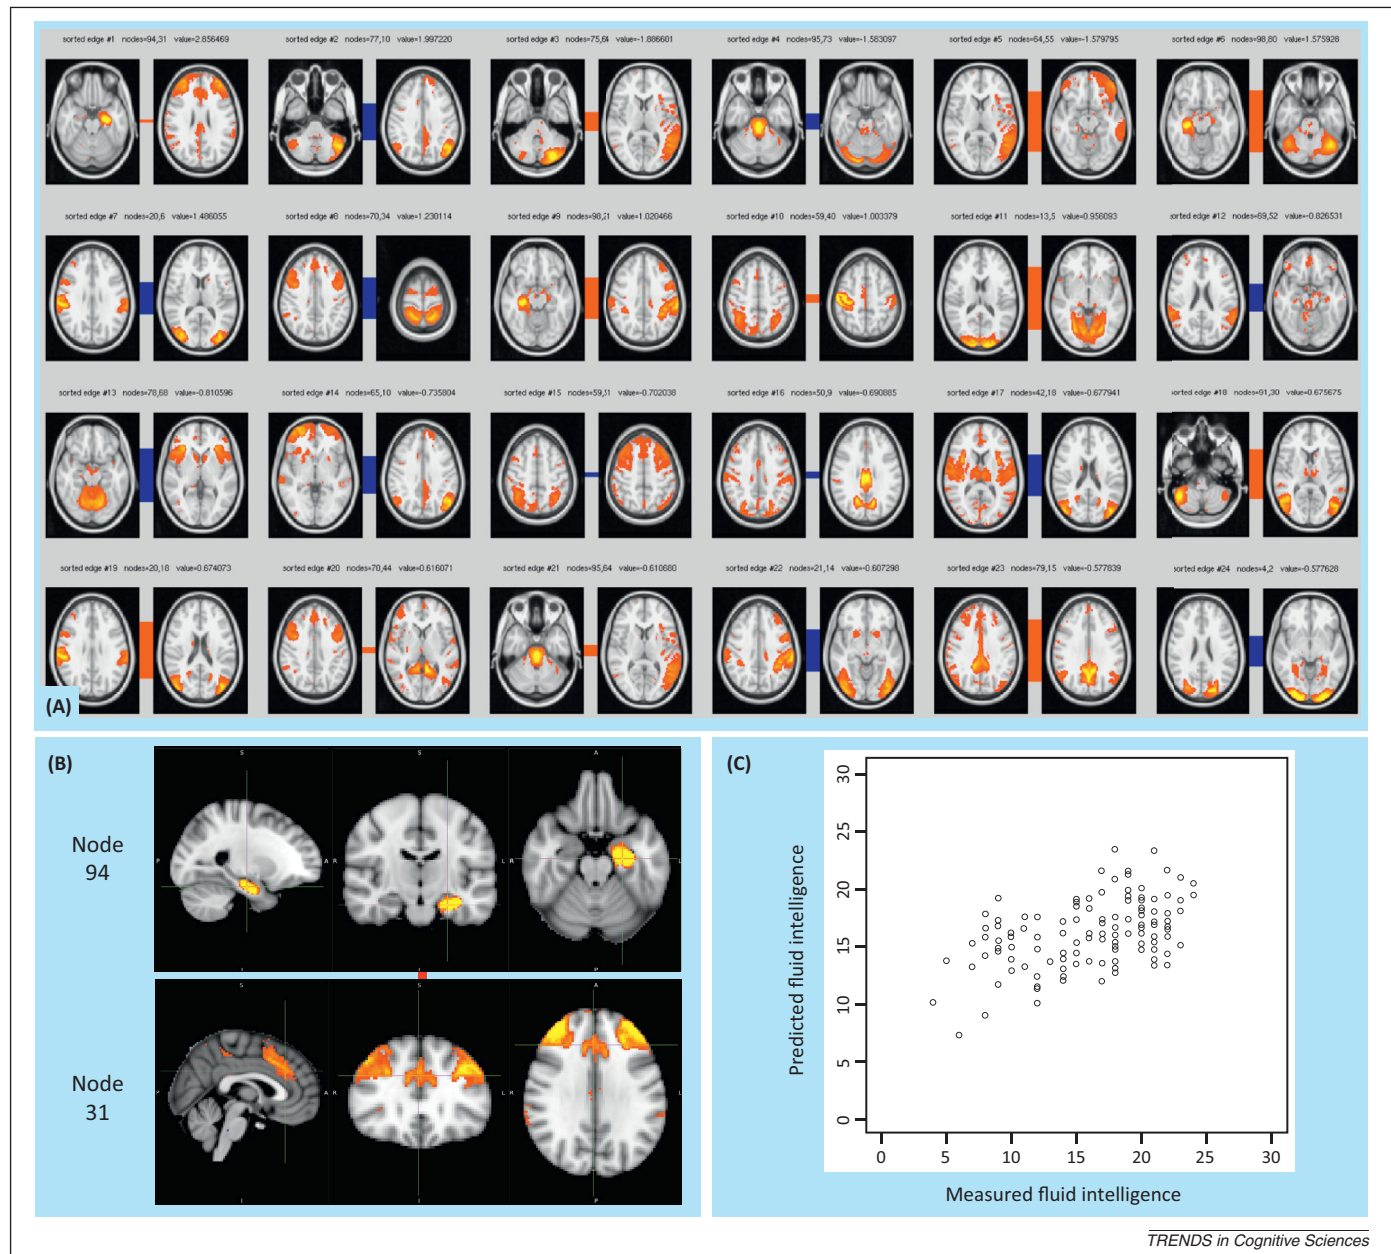 sorted edge #1 nodes=94,31 value=2.856469
sorted edge #2 nodes=77,10 value=1.997220
sorted edge #3 nodes=75,64 value=-1.886601
sorted edge #4 nodes=95,73 value=-1.583097
sorted edge #5 nodes=64,55 value=-1.579795
sorted edge #6 nodes=98,80 value=1.575928
sorted edge #7 nodes=20,6 value=1.486055
sorted edge #8 nodes=70,34 value=1.230114
sorted edge #9 nodes=98,21 value=1.020466
sorted edge #10 nodes=59,40 value=1.003379
sorted edge #11 nodes=13,5 value=0.956093
sorted edge #12 nodes=69,52 value=-0.826531
sorted edge #13 nodes=78,68 value=-0.810596
sorted edge #14 nodes=65,10 value=-0.735804
sorted edge #15 nodes=59,51 value=-0.702038
sorted edge #16 nodes=50,9 value=-0.690885
sorted edge #17 nodes=42,18 value=-0.677941
sorted edge #18 nodes=91,30 value=0.675675
sorted edge #19 nodes=20,18 value=0.674073
sorted edge #20 nodes=70,44 value=0.616071
sorted edge #21 nodes=95,64 value=-0.610680
sorted edge #22 nodes=21,14 value=-0.607298
sorted edge #23 nodes=79,15 value=-0.577839
sorted edge #24 nodes=4,2 value=-0.577628
(A)
(B)
Node
94
S
P A
I
S
R L
I
A
R L
P
Node
31
S
P A
I
S
R L
I
A
R L
P
(C)
Predicted fluid intelligence
30
25
20
15
10
5
0
0 5 10 15 20 25 30
Measured fluid intelligence
TRENDS in Cognitive Sciences